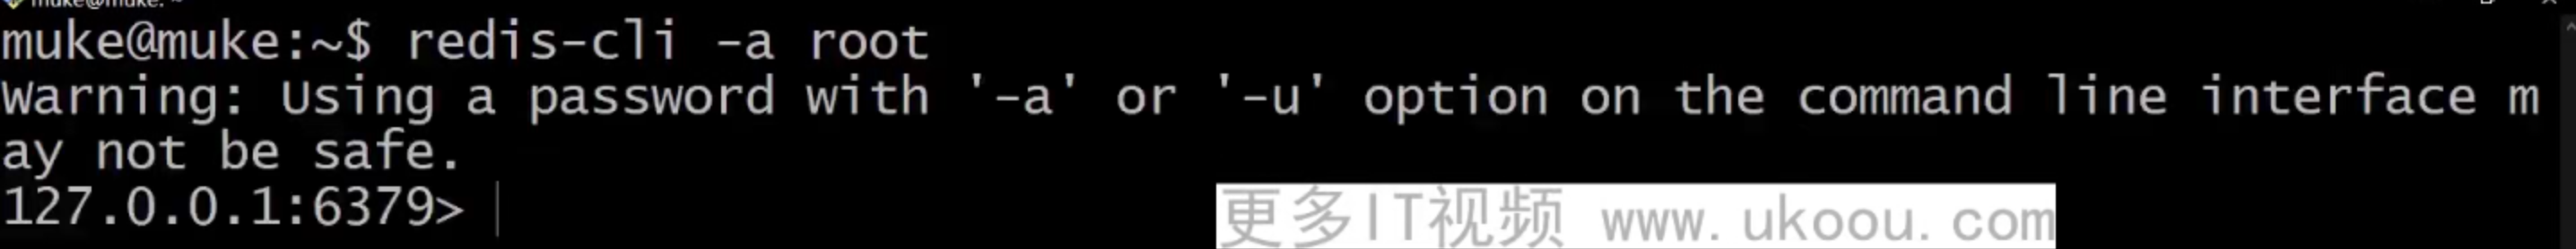 muke@muke: ~
muke@muke:~$ redis-cli -a root
Warning: Using a password with '-a' or '-u' option on the command line interface m
ay not be safe.
127.0.0.1:6379>
更多IT视频 www.ukoou.com